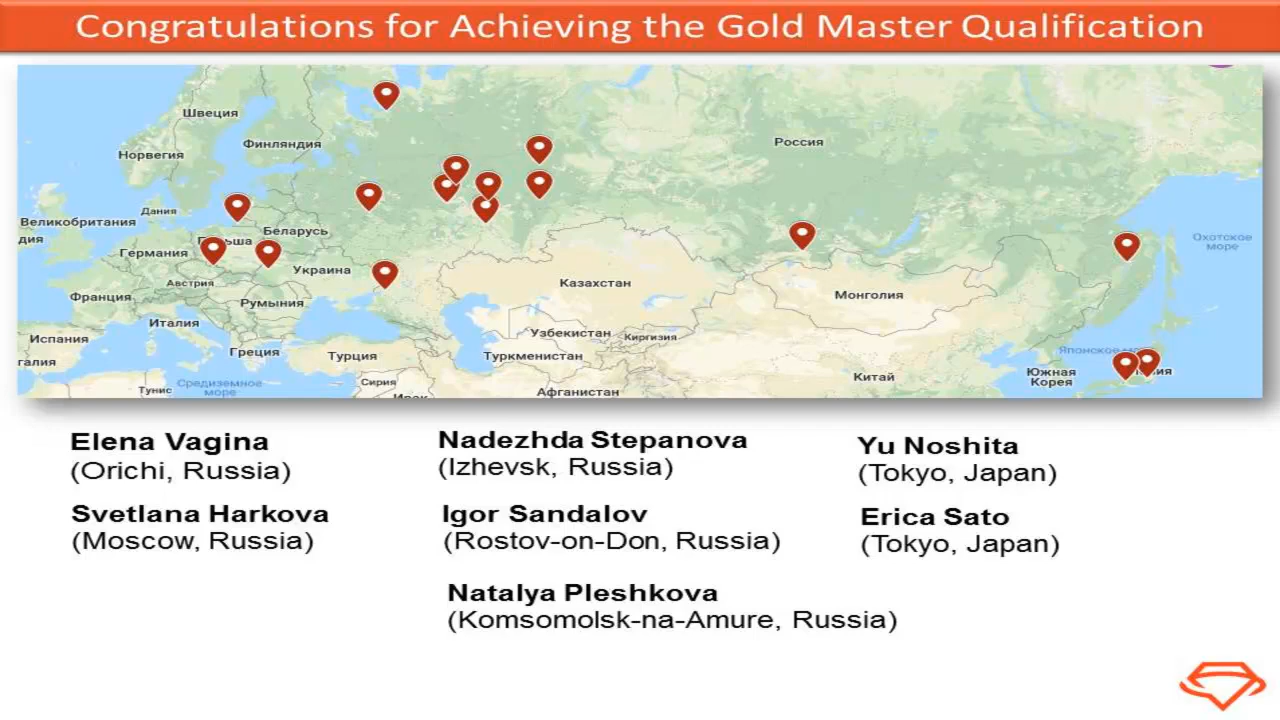 Congratulations for Achieving the Gold Master Qualification
Швеция
Финляндия
Россия
Норвегия
Дания
Великобритания
Беларусь
дия
Охотское
море
Германия
Украина
Австрия
Казахстан
Франция
Румыния
Монголия
Италия
Узбекистан
Испания
Киргизия
Греция
Турция
Туркменистан
галия
Южная
Корея
Китай
Сирия
Тунис
Средиземное
море
Афганистан
Elena Vagina
(Orichi, Russia)
Svetlana Harkova
(Moscow, Russia)
Nadezhda Stepanova
(Izhevsk, Russia)
Igor Sandalov
(Rostov-on-Don, Russia)
Natalya Pleshkova
(Komsomolsk-na-Amure, Russia)
Yu Noshita
(Tokyo, Japan)
Erica Sato
(Tokyo, Japan)